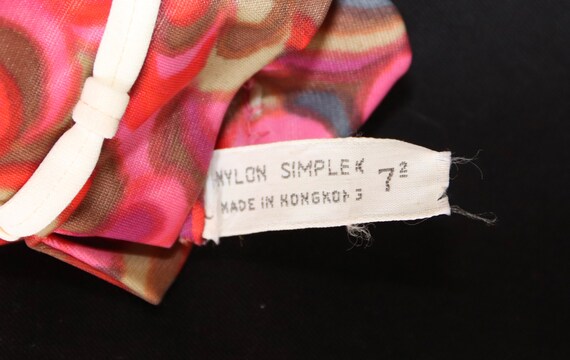 NYLON SIMPLEX 7²
MADE IN HONGKONG